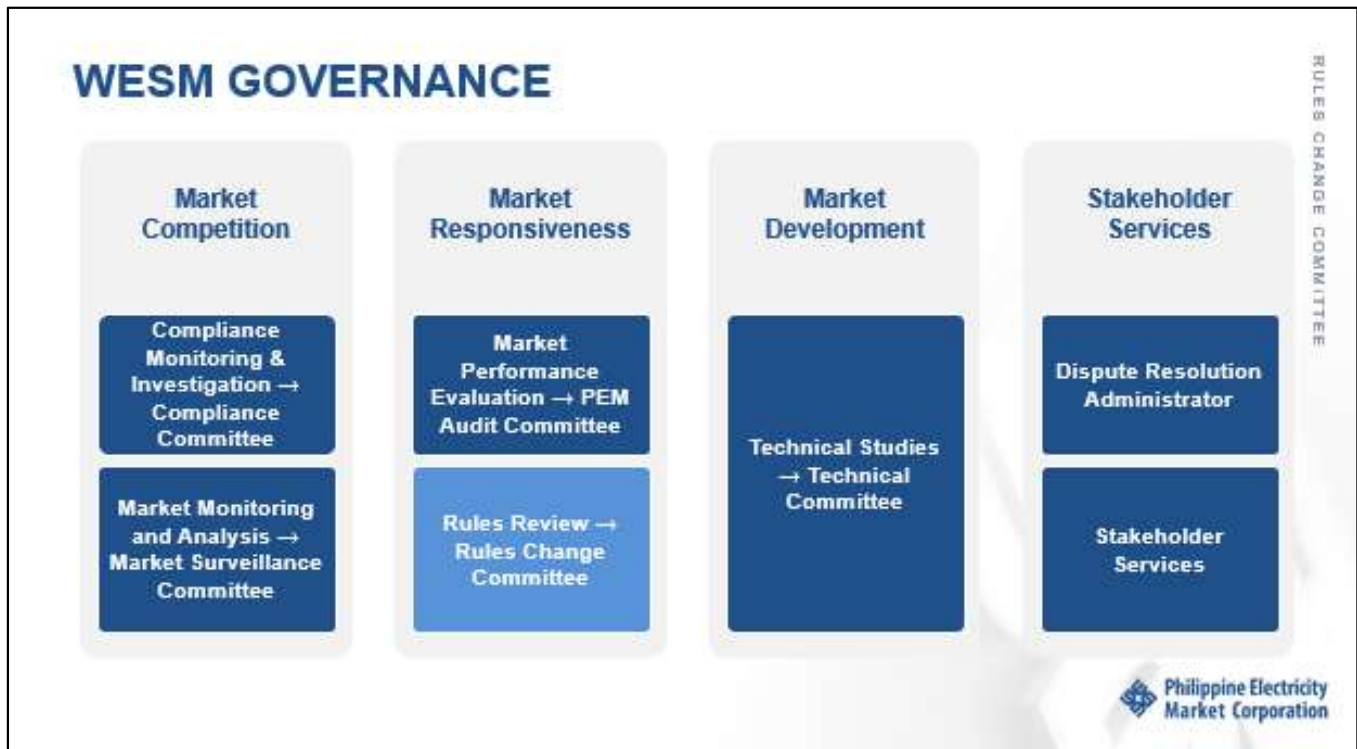 WESM GOVERNANCE
Market
Competition
Compliance
Monitoring &
Investigation →
Compliance
Committee
Market Monitoring
and Analysis →
Market Surveillance
Committee
Market
Responsiveness
Market
Performance
Evaluation → PEM
Audit Committee
Rules Review →
Rules Change
Committee
Market
Development
Technical Studies
→ Technical
Committee
Stakeholder
Services
Dispute Resolution
Administrator
Stakeholder
Services
RULES CHANGE COMMITTEE
Philippine Electricity
Market Corporation